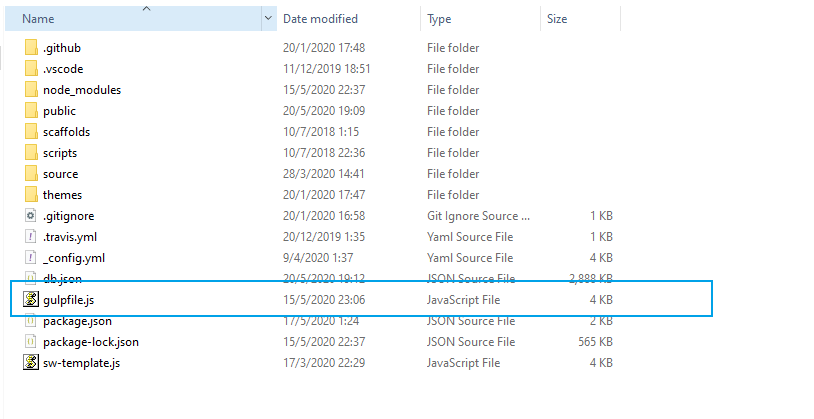 Name Date modified Type Size
.github 20/1/2020 17:48 File folder
.vscode 11/12/2019 18:51 File folder
node_modules 15/5/2020 22:37 File folder
public 20/5/2020 19:09 File folder
scaffolds 10/7/2018 1:15 File folder
scripts 10/7/2018 22:36 File folder
source 28/3/2020 14:41 File folder
themes 20/1/2020 17:47 File folder
.gitignore 20/1/2020 16:58 Git Ignore Source ... 1 KB
.travis.yml 20/12/2019 1:35 Yaml Source File 1 KB
_config.yml 9/4/2020 1:37 Yaml Source File 4 KB
db.json 20/5/2020 19:12 JSON Source File 2,888 KB
gulpfile.js 15/5/2020 23:06 JavaScript File 4 KB
package.json 17/5/2020 1:24 JSON Source File 2 KB
package-lock.json 15/5/2020 22:37 JSON Source File 565 KB
sw-template.js 17/3/2020 22:29 JavaScript File 4 KB